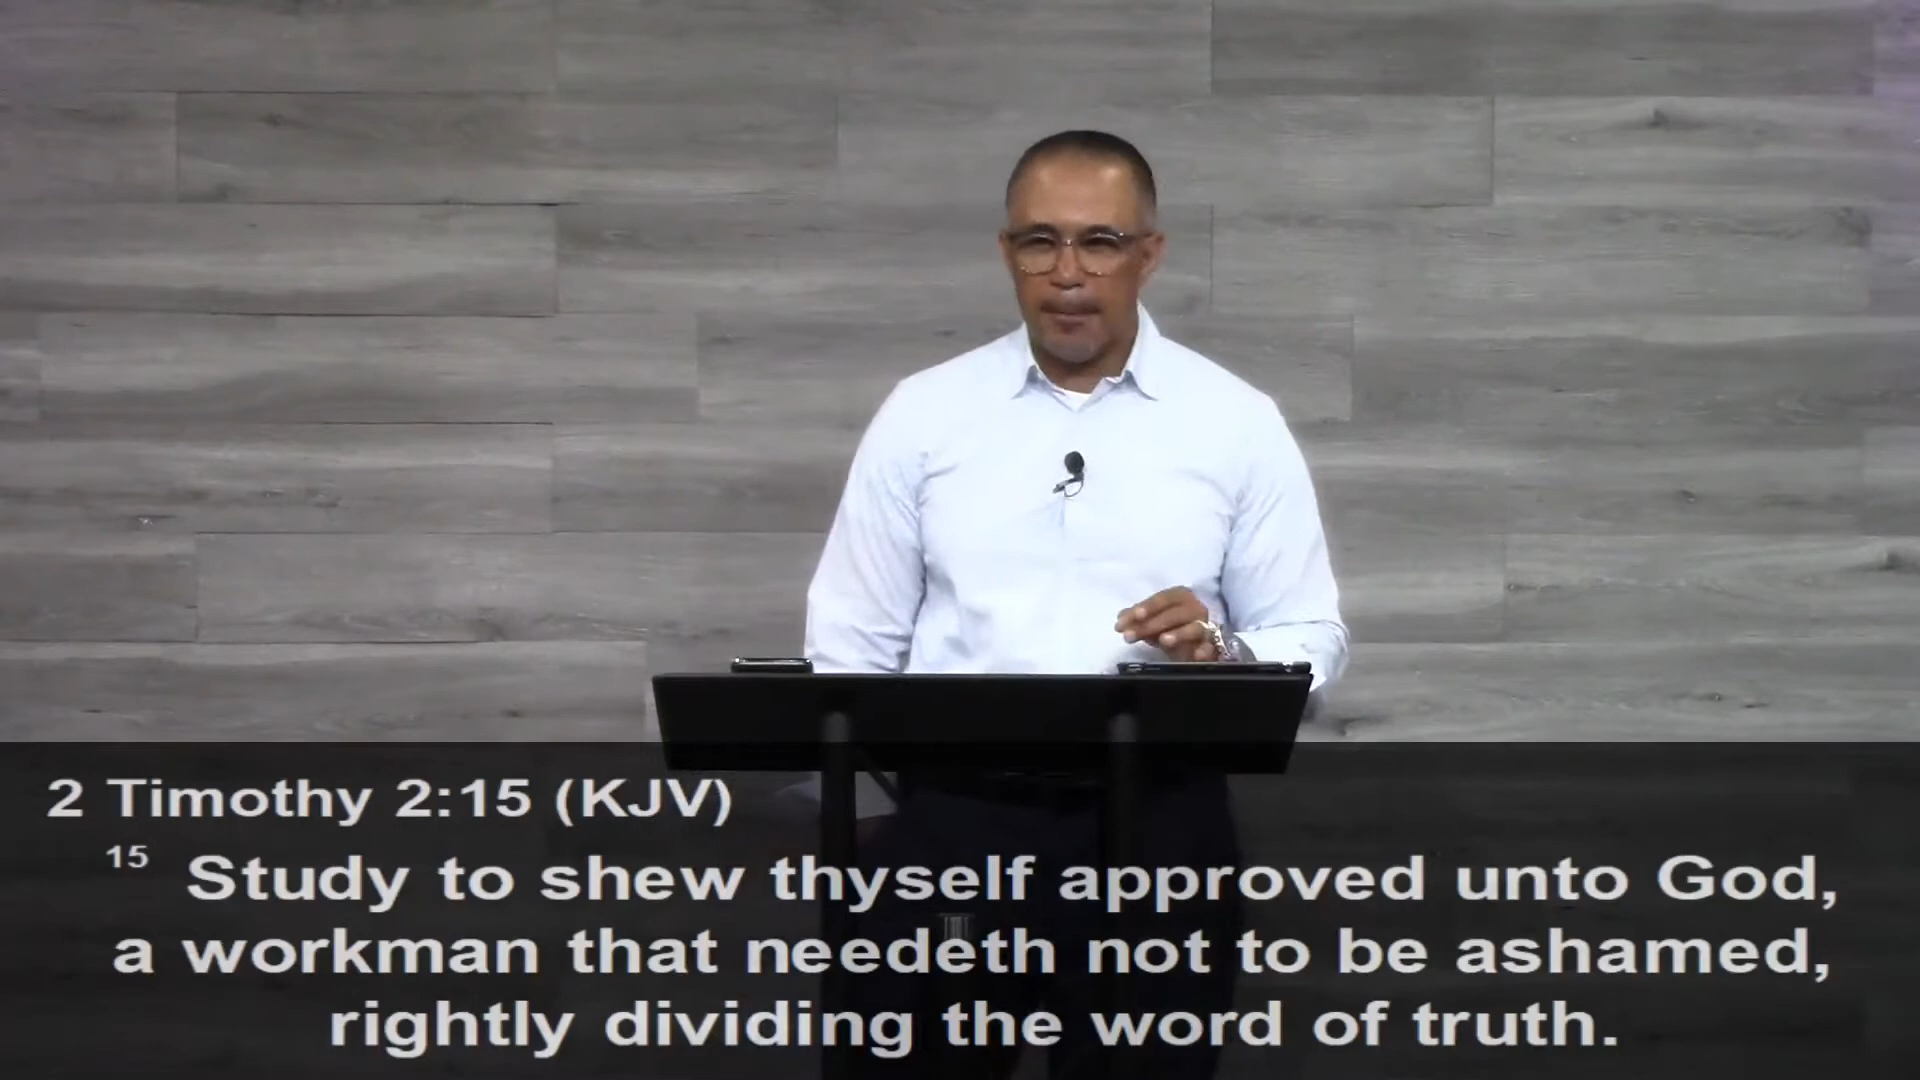 2 Timothy 2:15 (KJV)
15 Study to shew thyself approved unto God,
a workman that needeth not to be ashamed,
rightly dividing the word of truth.